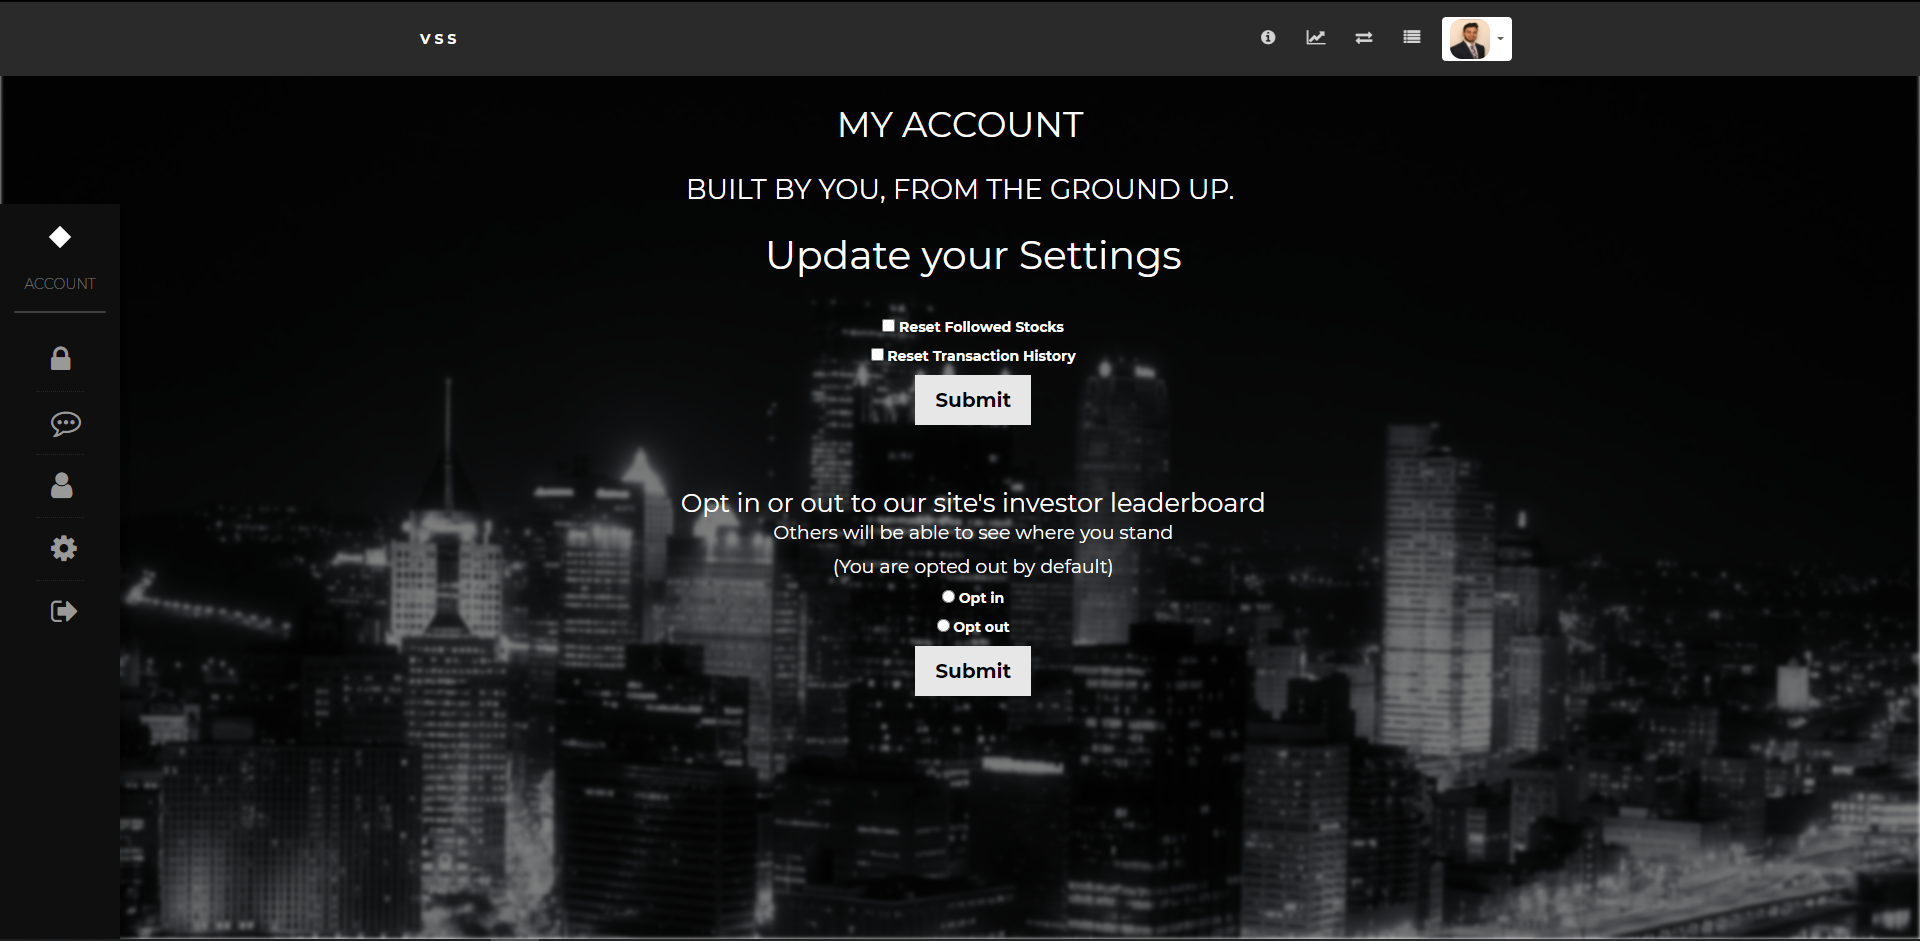 VSS
MY ACCOUNT
BUILT BY YOU, FROM THE GROUND UP.
Update your Settings
ACCOUNT
Reset Followed Stocks
Reset Transaction History
Submit
Opt in or out to our site's investor leaderboard
Others will be able to see where you stand
(You are opted out by default)
Opt in
Opt out
Submit